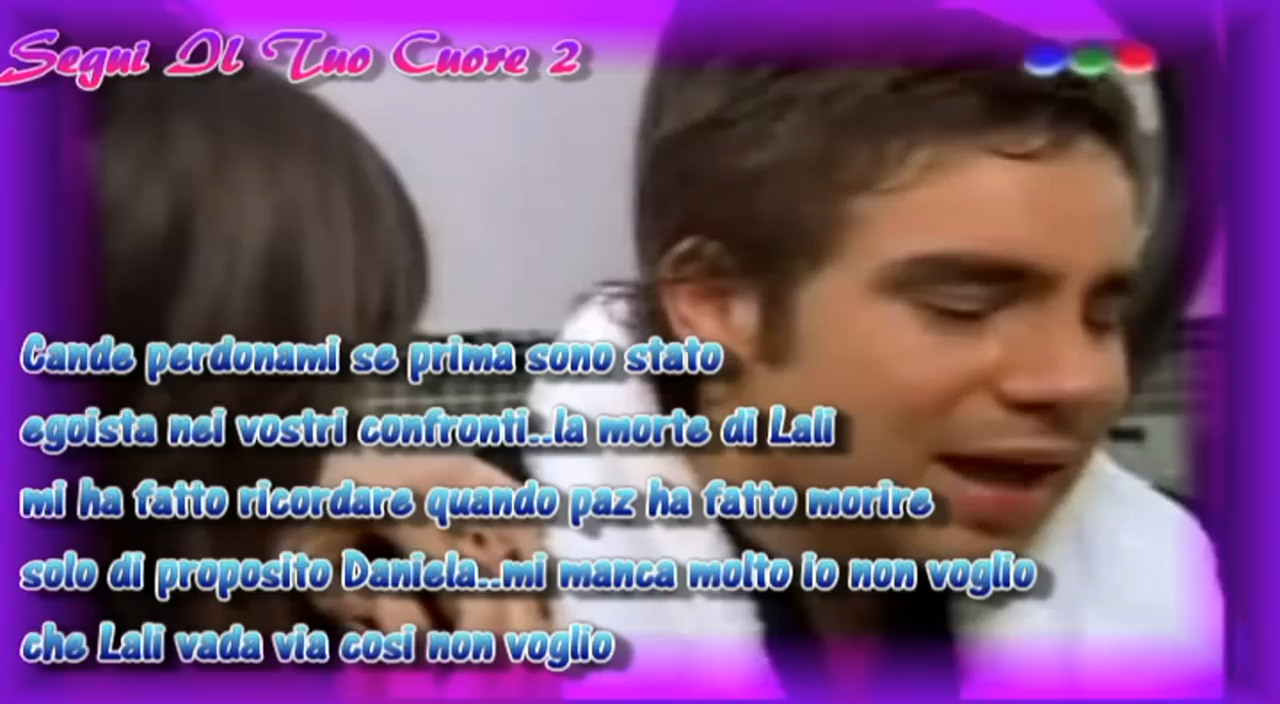 Segui Il Tuo Cuore 2
Cande perdonami se prima sono stato
egoista nei vostri confronti..la morte di Lali
mi ha fatto ricordare quando paz ha fatto morire
solo di proposito Daniela..mi manca molto io non voglio
che Lali vada via cosi non voglio